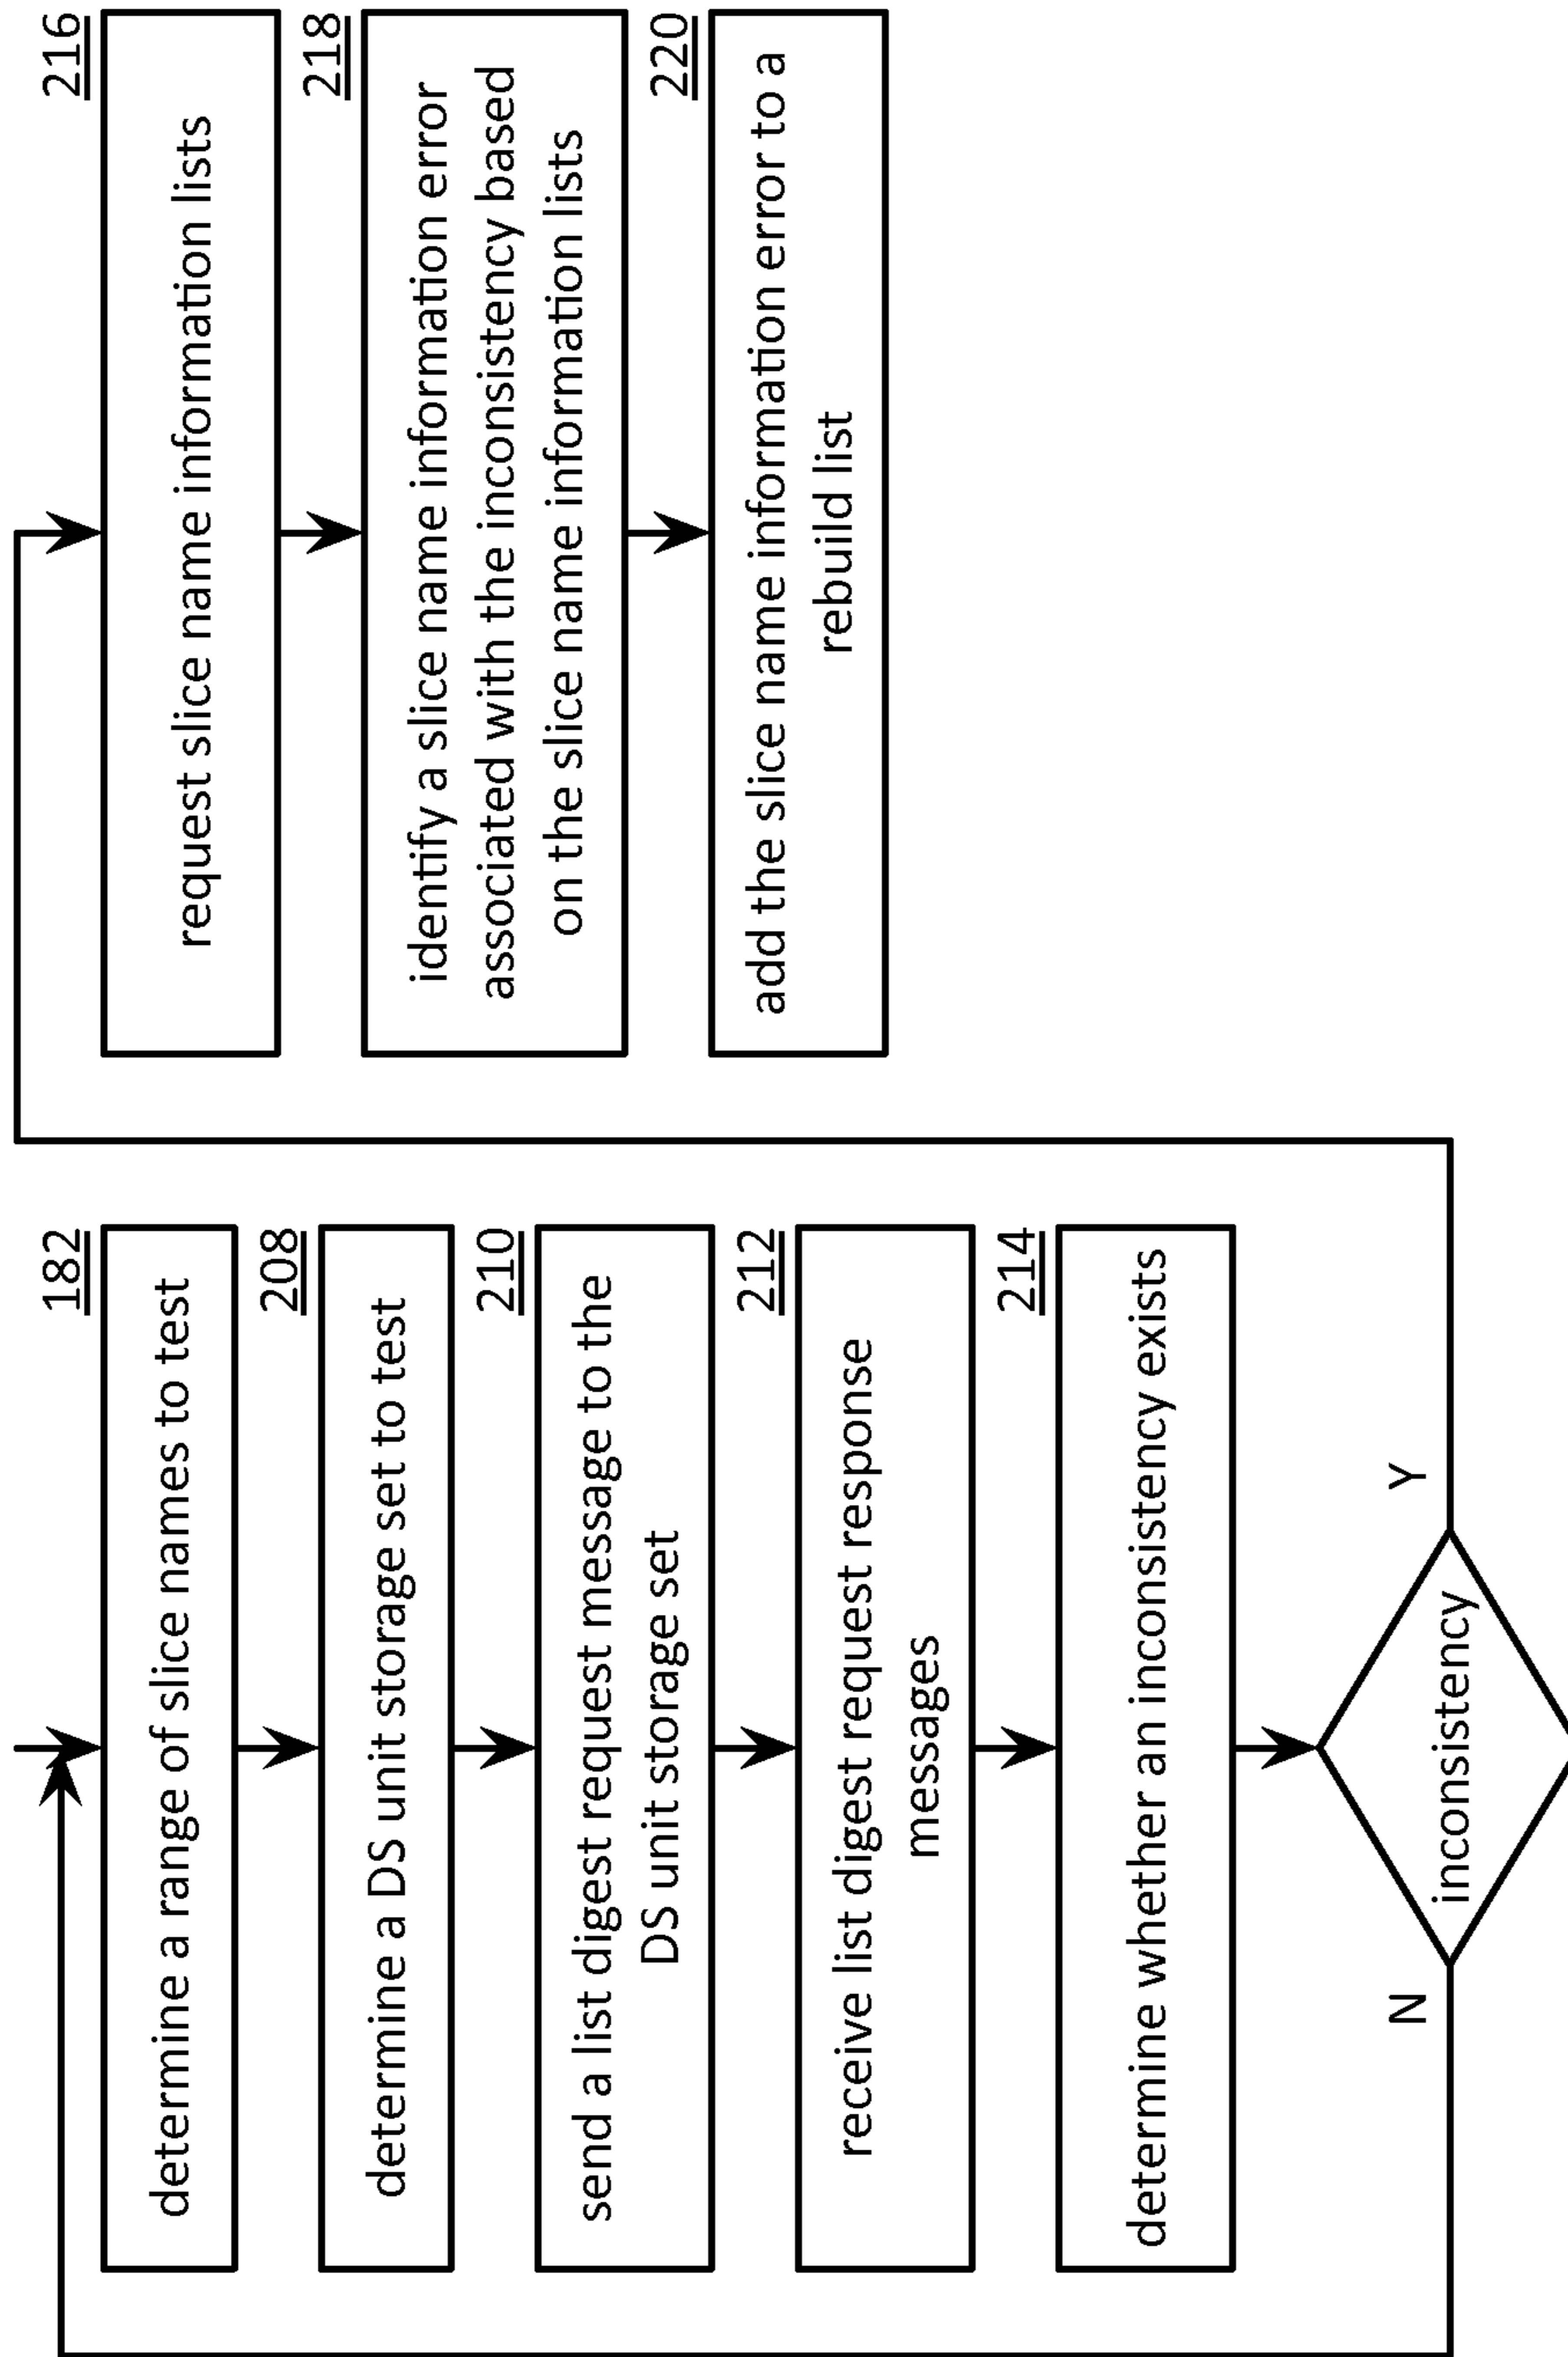 182
determine a range of slice names to test
208
determine a DS unit storage set to test
210
send a list digest request message to the
DS unit storage set
212
receive list digest request response
messages
214
determine whether an inconsistency exists
inconsistency
N
Y
216
request slice name information lists
218
identify a slice name information error
associated with the inconsistency based
on the slice name information lists
220
add the slice name information error to a
rebuild list